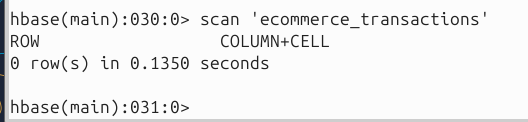 hbase(main):030:0> scan 'ecommerce_transactions'
ROW                    COLUMN+CELL
0 row(s) in 0.1350 seconds

hbase(main):031:0>